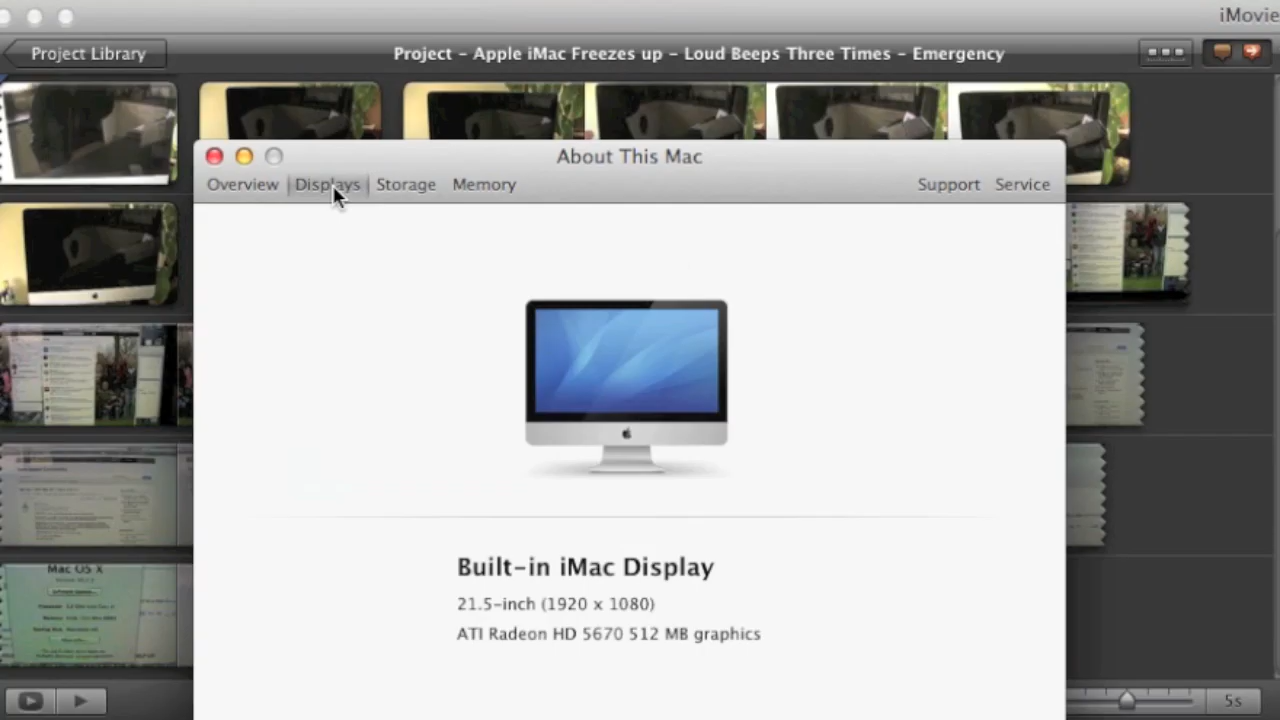 iMovie
Project Library
Project – Apple iMac Freezes up – Loud Beeps Three Times – Emergency
About This Mac
Overview Displays Storage Memory Support Service
Built-in iMac Display
21.5-inch (1920 x 1080)
ATI Radeon HD 5670 512 MB graphics
Mac OS X
5s